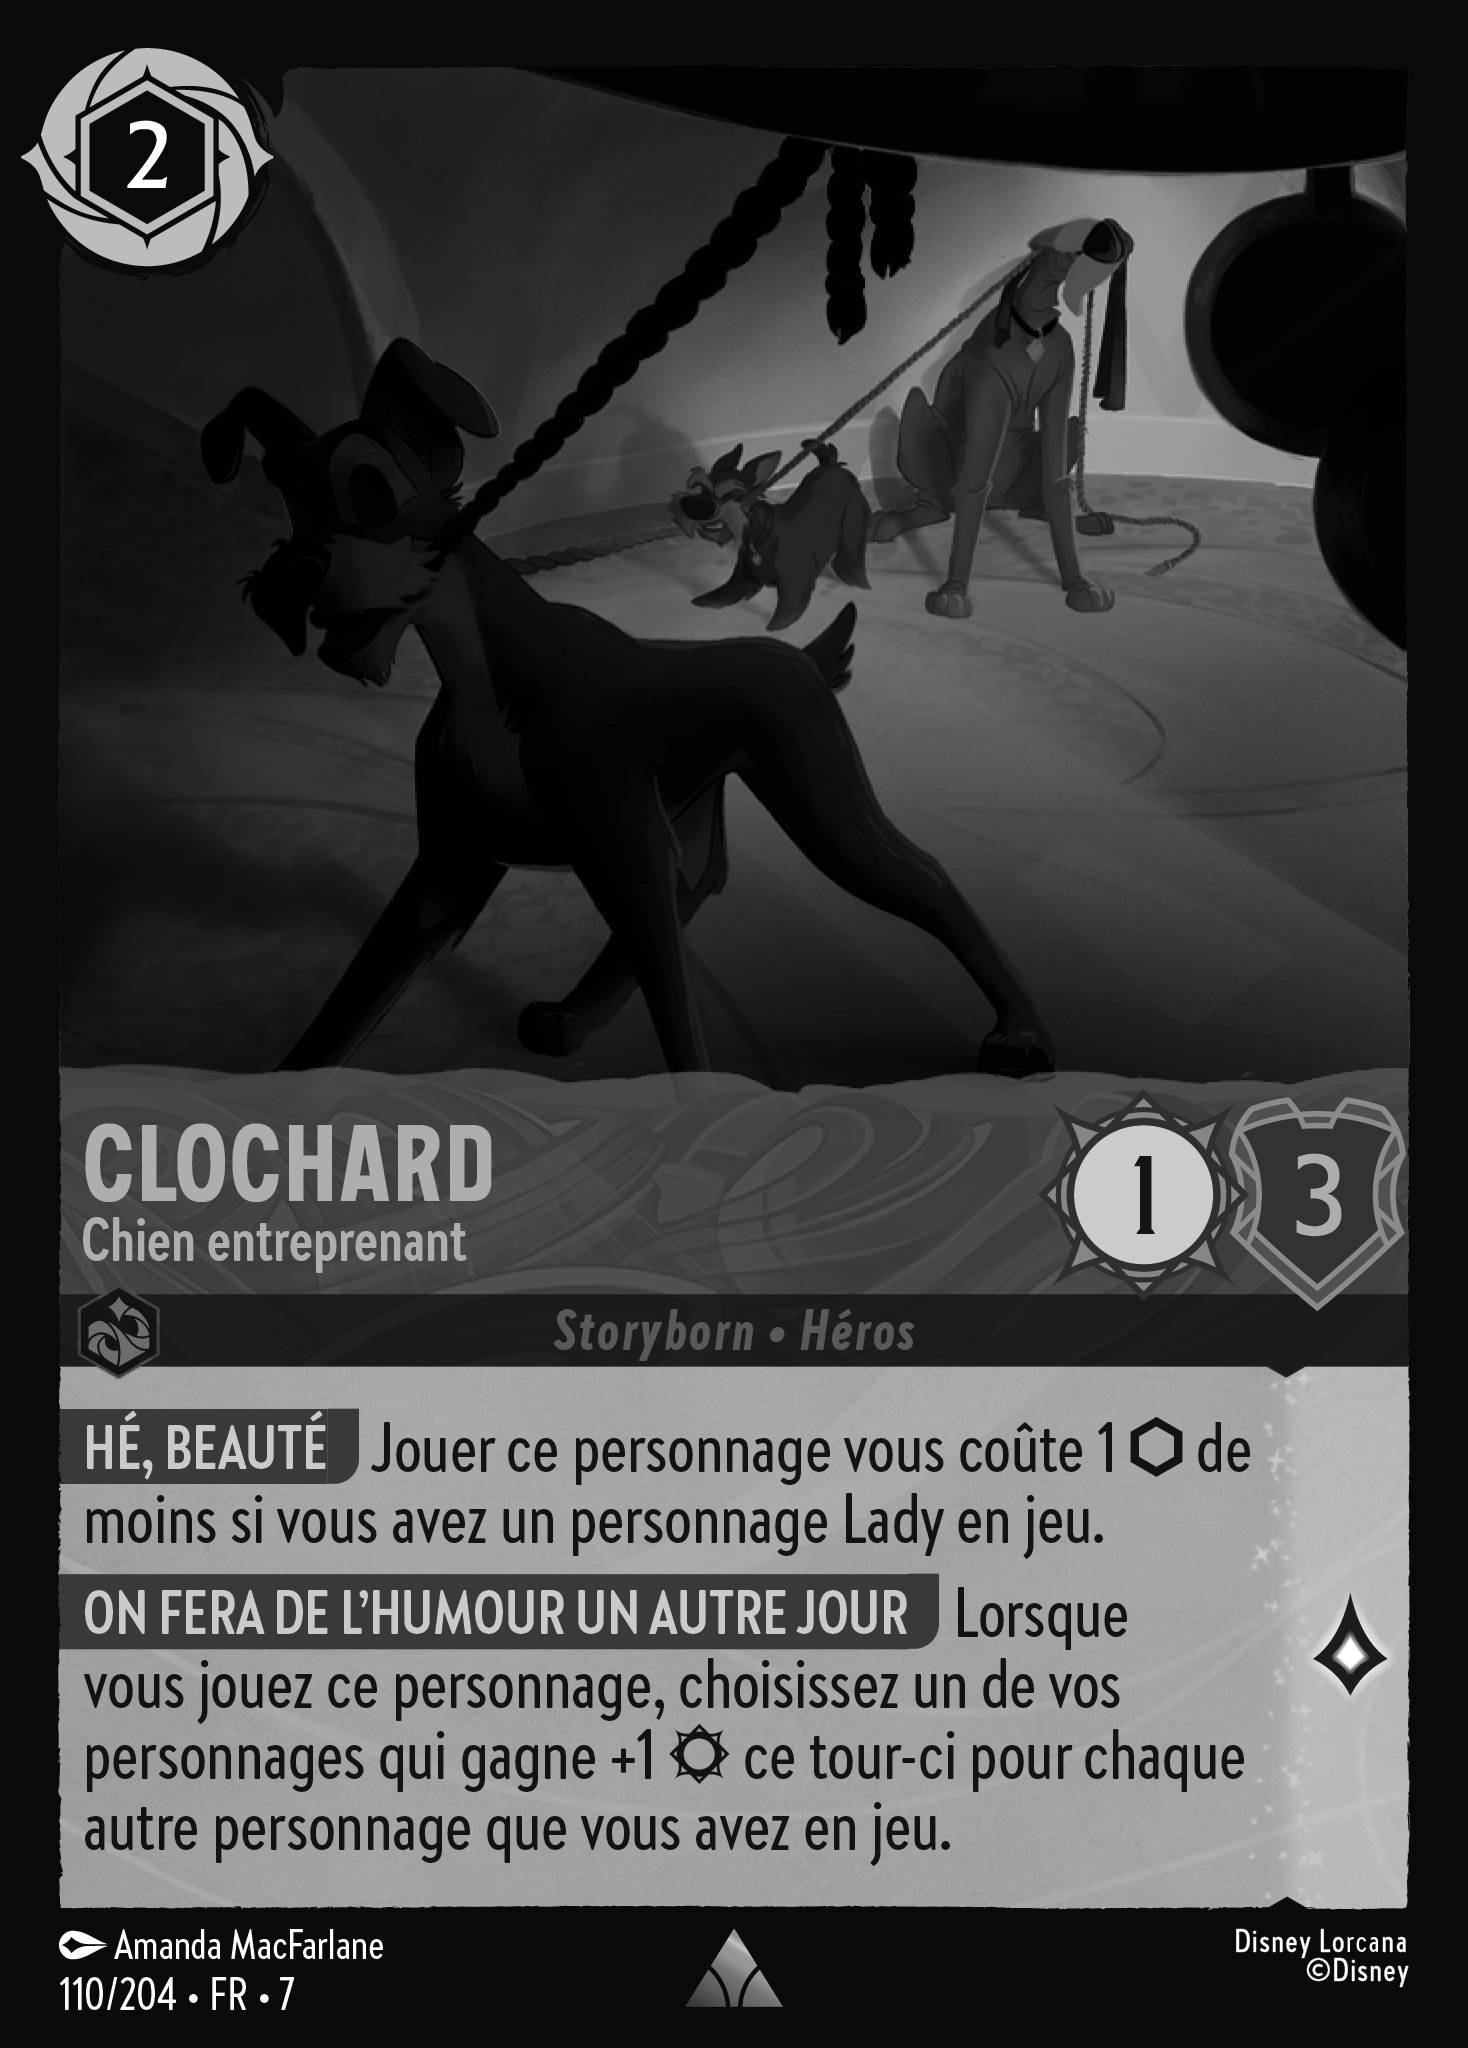 2
CLOCHARD
Chien entreprenant
1
3
Storyborn • Héros
HÉ, BEAUTÉ Jouer ce personnage vous coûte 1 ⬡ de
moins si vous avez un personnage Lady en jeu.
ON FERA DE L'HUMOUR UN AUTRE JOUR Lorsque
vous jouez ce personnage, choisissez un de vos
personnages qui gagne +1 ce tour-ci pour chaque
autre personnage que vous avez en jeu.
Amanda MacFarlane
110/204 • FR • 7
Disney Lorcana
©Disney